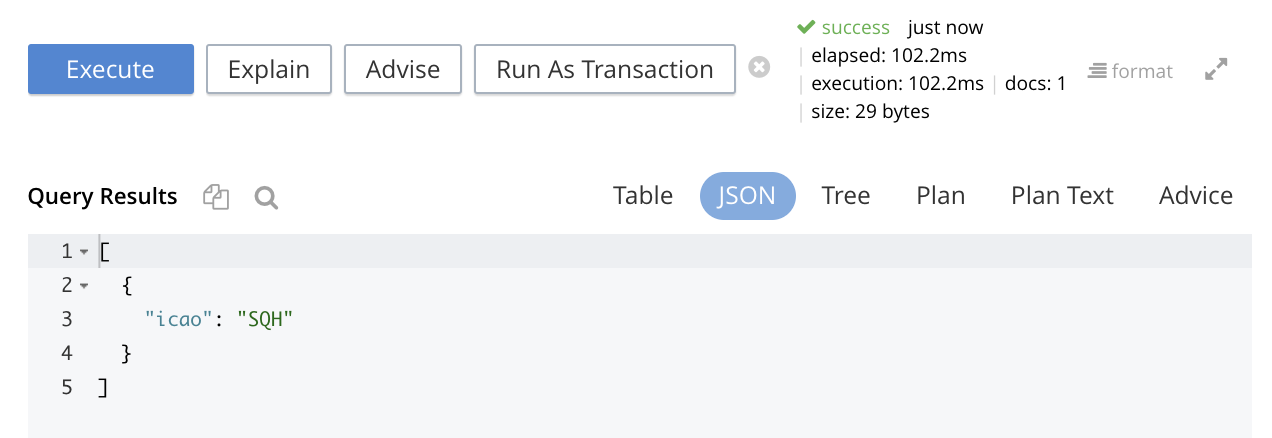 Execute Explain Advise Run As Transaction
success just now
elapsed: 102.2ms
execution: 102.2ms docs: 1
size: 29 bytes
format
Query Results
Table JSON Tree Plan Plan Text Advice
1 [
2 {
3 "icao": "SQH"
4 }
5 ]